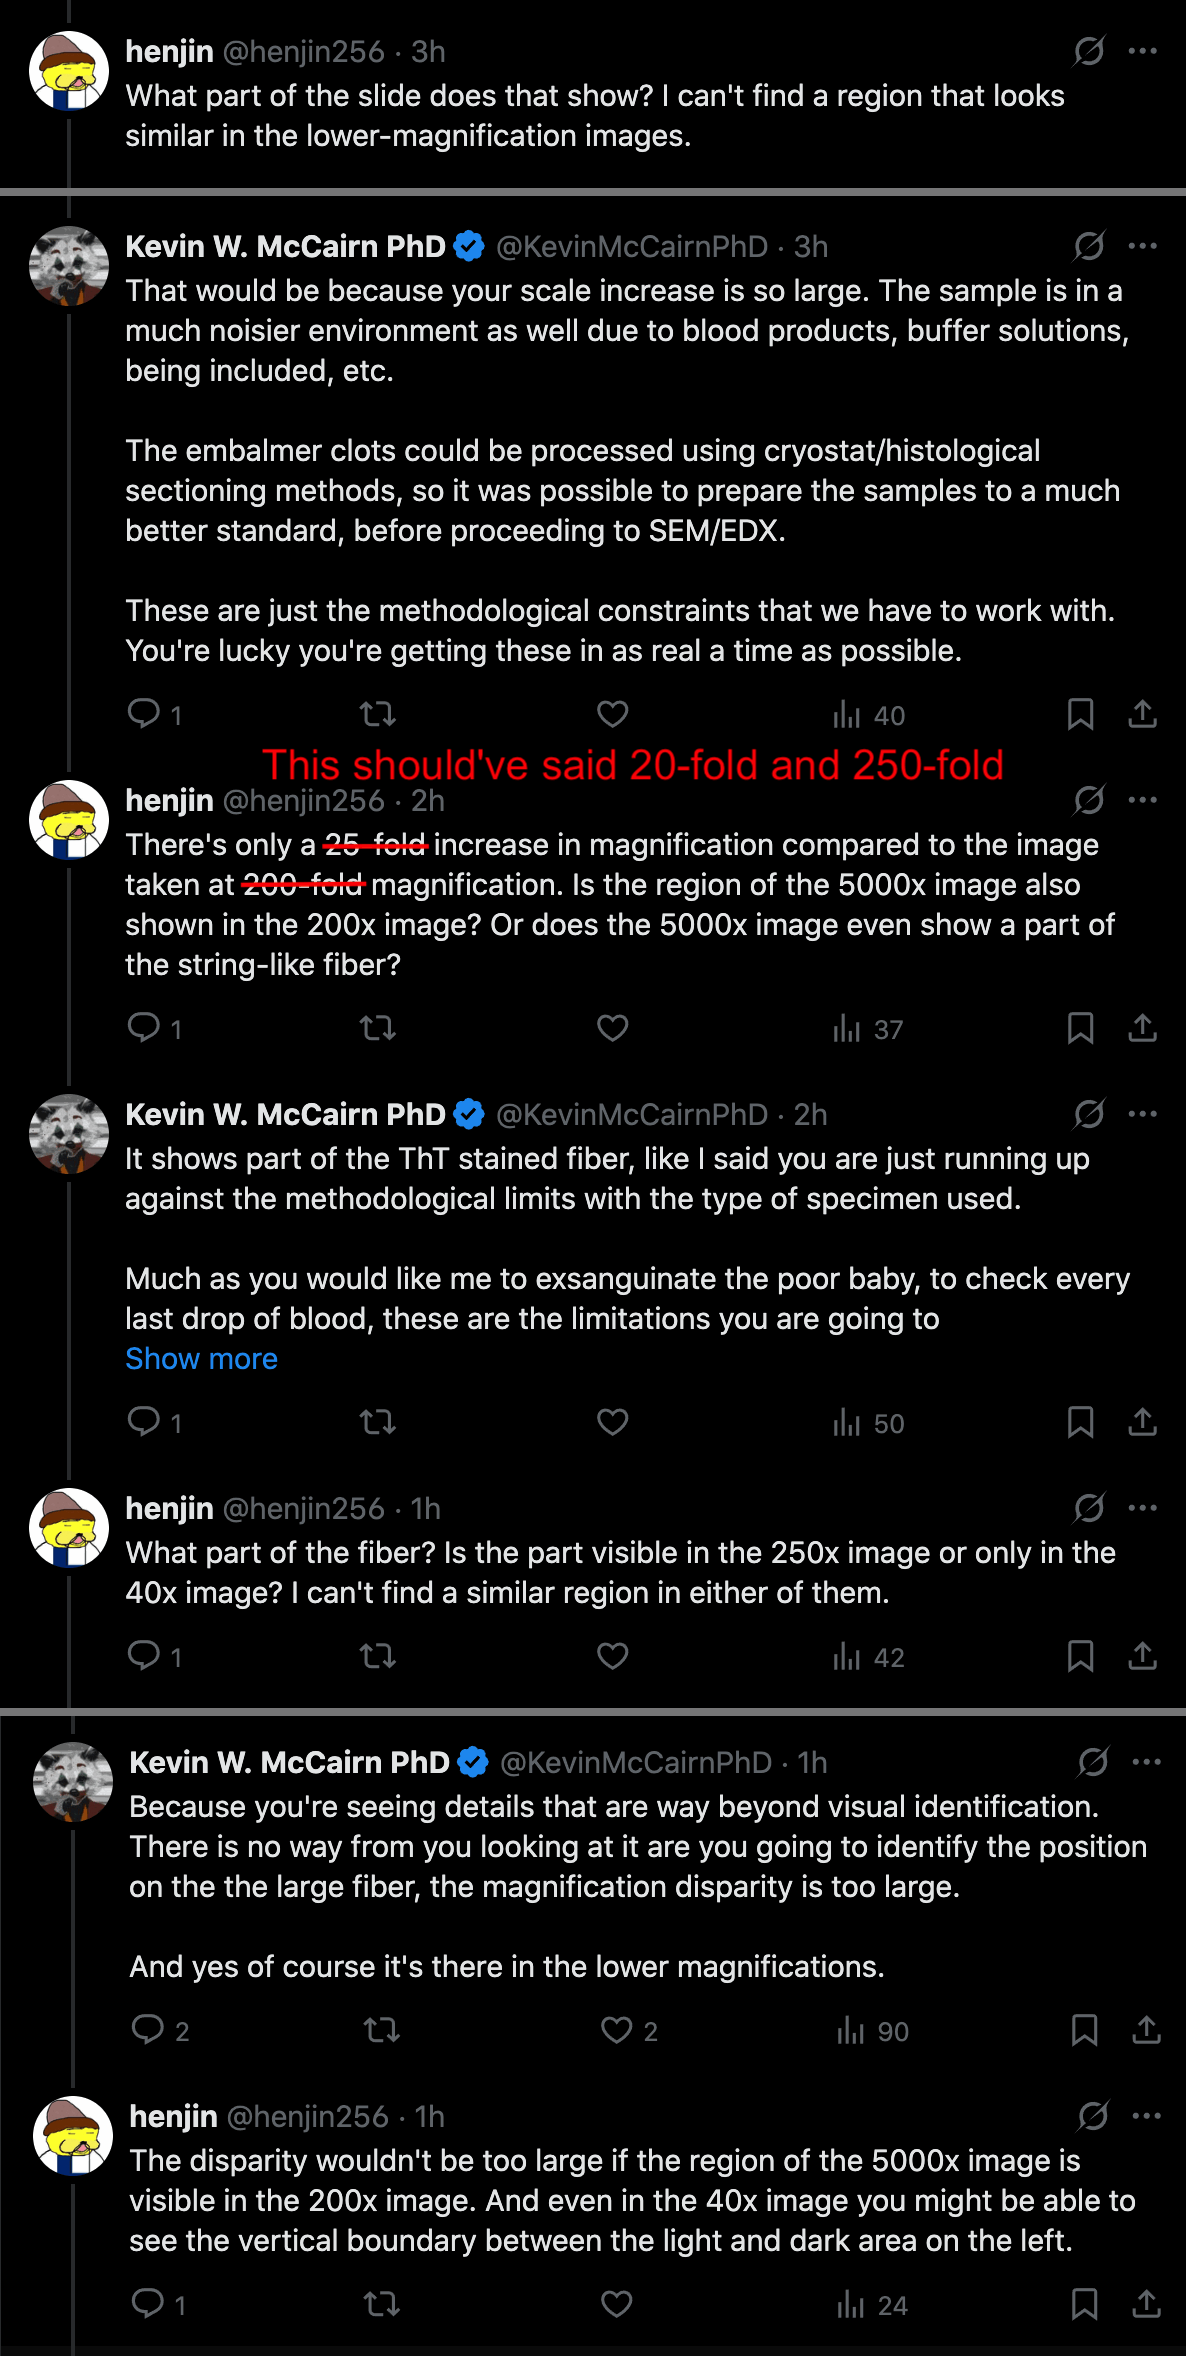 henjin @henjin256 · 3h
What part of the slide does that show? I can't find a region that looks
similar in the lower-magnification images.
Kevin W. McCairn PhD @KevinMcCairnPhD · 3h
That would be because your scale increase is so large. The sample is in a
much noisier environment as well due to blood products, buffer solutions,
being included, etc.
The embalmer clots could be processed using cryostat/histological
sectioning methods, so it was possible to prepare the samples to a much
better standard, before proceeding to SEM/EDX.
These are just the methodological constraints that we have to work with.
You're lucky you're getting these in as real a time as possible.
1 40
This should've said 20-fold and 250-fold
henjin @henjin256 · 2h
There's only a 25-fold increase in magnification compared to the image
taken at 200-fold magnification. Is the region of the 5000x image also
shown in the 200x image? Or does the 5000x image even show a part of
the string-like fiber?
1 37
Kevin W. McCairn PhD @KevinMcCairnPhD · 2h
It shows part of the ThT stained fiber, like I said you are just running up
against the methodological limits with the type of specimen used.
Much as you would like me to exsanguinate the poor baby, to check every
last drop of blood, these are the limitations you are going to
Show more
1 50
henjin @henjin256 · 1h
What part of the fiber? Is the part visible in the 250x image or only in the
40x image? I can't find a similar region in either of them.
1 42
Kevin W. McCairn PhD @KevinMcCairnPhD · 1h
Because you're seeing details that are way beyond visual identification.
There is no way from you looking at it are you going to identify the position
on the the large fiber, the magnification disparity is too large.
And yes of course it's there in the lower magnifications.
2 2 90
henjin @henjin256 · 1h
The disparity wouldn't be too large if the region of the 5000x image is
visible in the 200x image. And even in the 40x image you might be able to
see the vertical boundary between the light and dark area on the left.
1 24